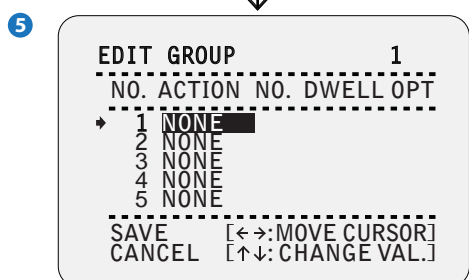 5
EDIT GROUP 1
NO. ACTION NO. DWELL OPT
1 NONE
2 NONE
3 NONE
4 NONE
5 NONE
SAVE [←→:MOVE CURSOR]
CANCEL [↑↓:CHANGE VAL.]